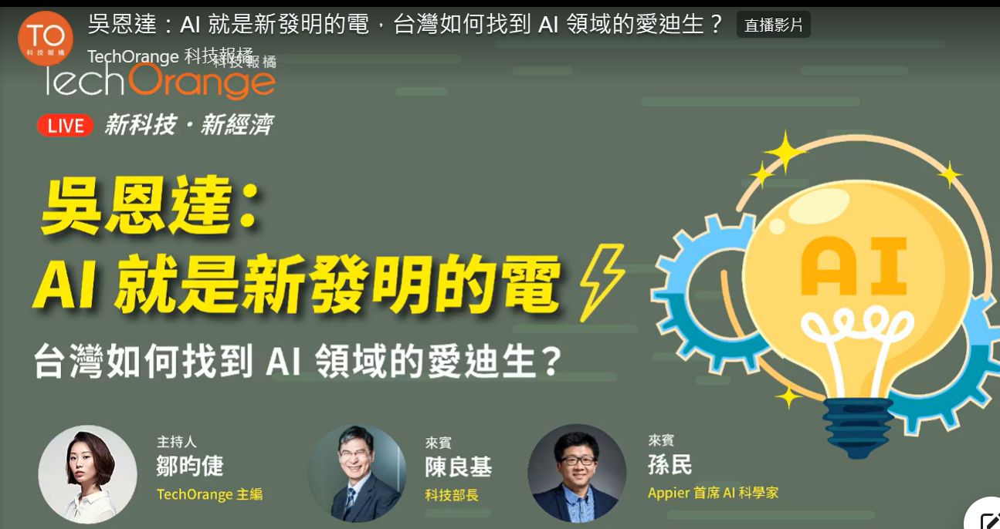 吳恩達：AI 就是新發明的電，台灣如何找到 AI 領域的愛迪生？ 直播影片
TO
科技報橘
TechOrange 科技報橘
科技報橘
TechOrange
LIVE 新科技・新經濟
吳恩達：
AI 就是新發明的電
台灣如何找到 AI 領域的愛迪生？
AI
主持人
鄒昀倢
TechOrange 主編
來賓
陳良基
科技部長
來賓
孫民
Appier 首席 AI 科學家